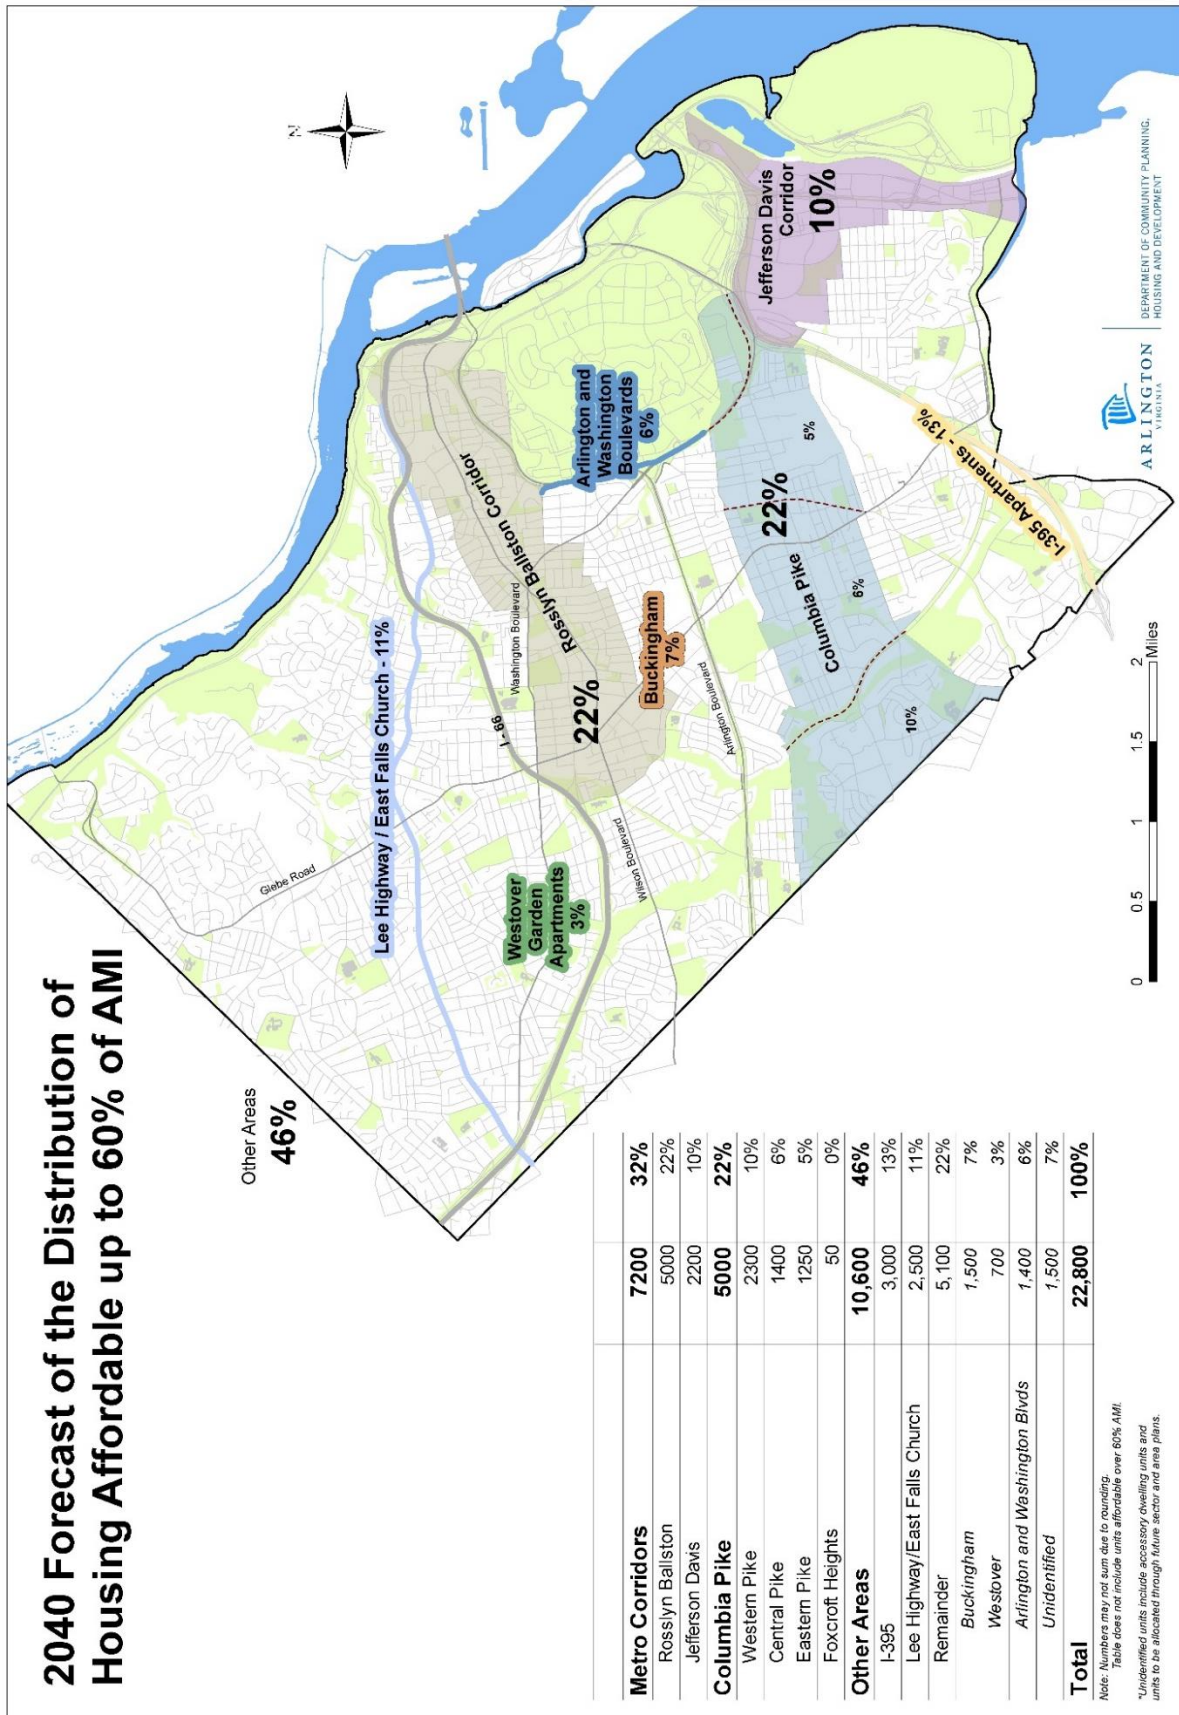 2040 Forecast of the Distribution of
Housing Affordable up to 60% of AMI
Other Areas
46%
N
Glebe Road
Lee Highway / East Falls Church - 11%
I - 66
Washington Boulevard
Rosslyn Ballston Corridor
22%
Westover
Garden
Apartments
3%
Wilson Boulevard
Buckingham
7%
Arlington Boulevard
Arlington and
Washington
Boulevards
6%
Columbia Pike
22%
5%
6%
10%
Jefferson Davis
Corridor
10%
I-395 Apartments - 13%
Metro Corridors 7200 32%
Rosslyn Ballston 5000 22%
Jefferson Davis 2200 10%
Columbia Pike 5000 22%
Western Pike 2300 10%
Central Pike 1400 6%
Eastern Pike 1250 5%
Foxcroft Heights 50 0%
Other Areas 10,600 46%
I-395 3,000 13%
Lee Highway/East Falls Church 2,500 11%
Remainder 5,100 22%
Buckingham 1,500 7%
Westover 700 3%
Arlington and Washington Blvds 1,400 6%
Unidentified 1,500 7%
Total 22,800 100%
Note: Numbers may not sum due to rounding.
Table does not include units affordable over 60% AMI.
*Unidentified units include accessory dwelling units and
units to be allocated through future sector and area plans.
0 0.5 1 1.5 2 Miles
ARLINGTON
VIRGINIA
DEPARTMENT OF COMMUNITY PLANNING,
HOUSING AND DEVELOPMENT